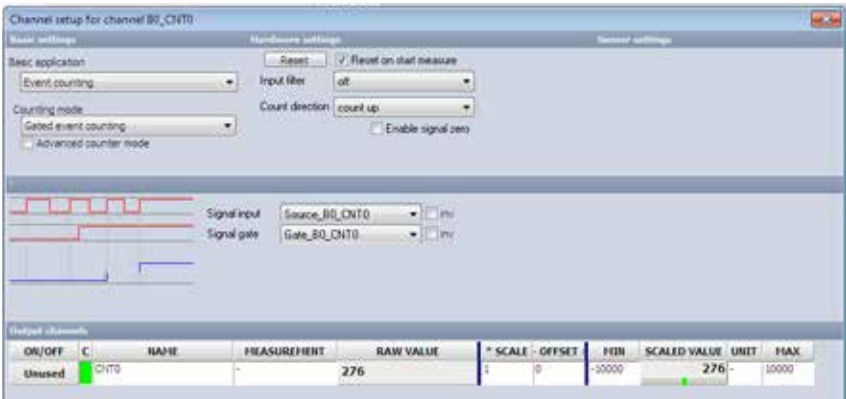 Channel setup for channel B0_CNT0
Basic settings
Hardware settings
Sensor settings
Basic application
Event counting
Counting mode
Gated event counting
Advanced counter mode
Reset
Reset on start measure
Input filter
off
Count direction
count up
Enable signal zero
Signal input
Source_B0_CNT0
inv
Signal gate
Gate_B0_CNT0
inv
Output channels
ON/OFF C NAME MEASUREMENT RAW VALUE * SCALE - OFFSET MIN SCALED VALUE UNIT MAX
Unused CNT0 - 276 1 0 -10000 276 - 10000